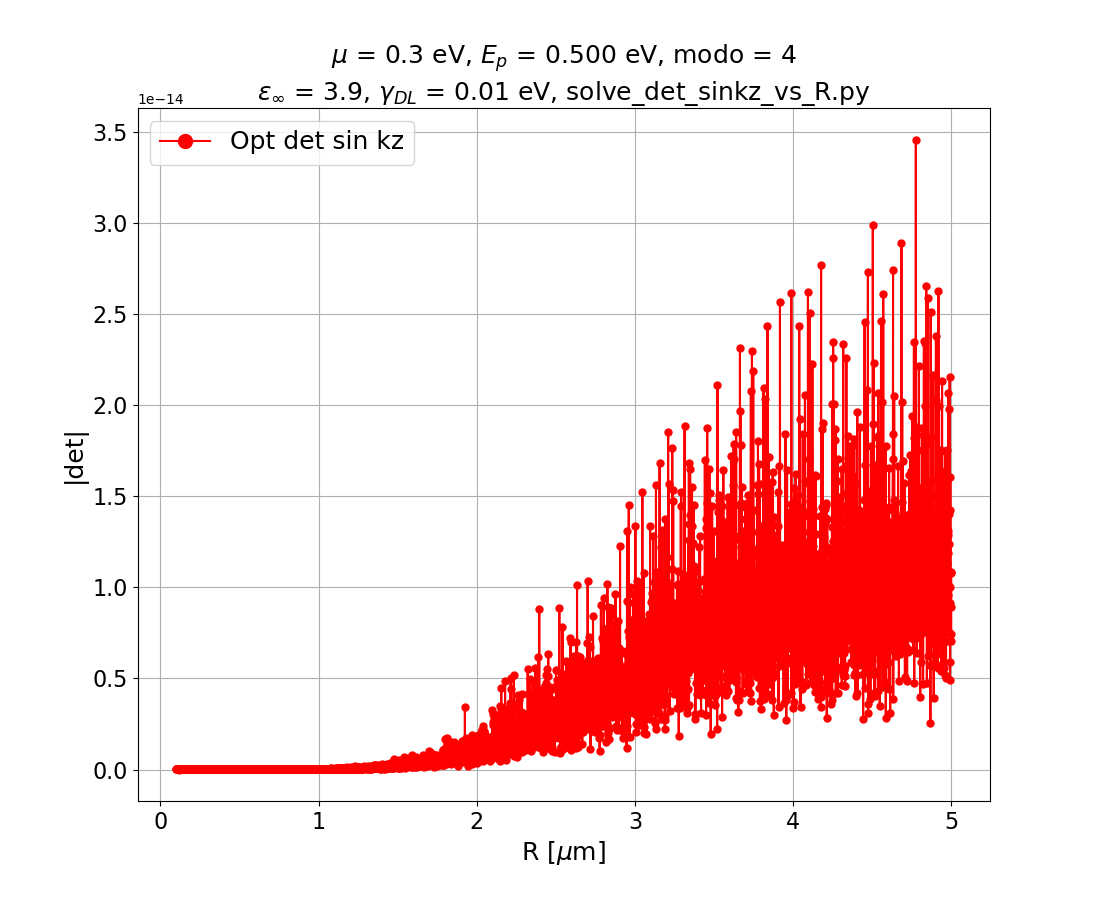 μ = 0.3 eV, E_p = 0.500 eV, modo = 4
ε_∞ = 3.9, γ_DL = 0.01 eV, solve_det_sinkz_vs_R.py
1e−14
Opt det sin kz
3.5
3.0
2.5
2.0
1.5
1.0
0.5
0.0
|det|
0 1 2 3 4 5
R [μm]